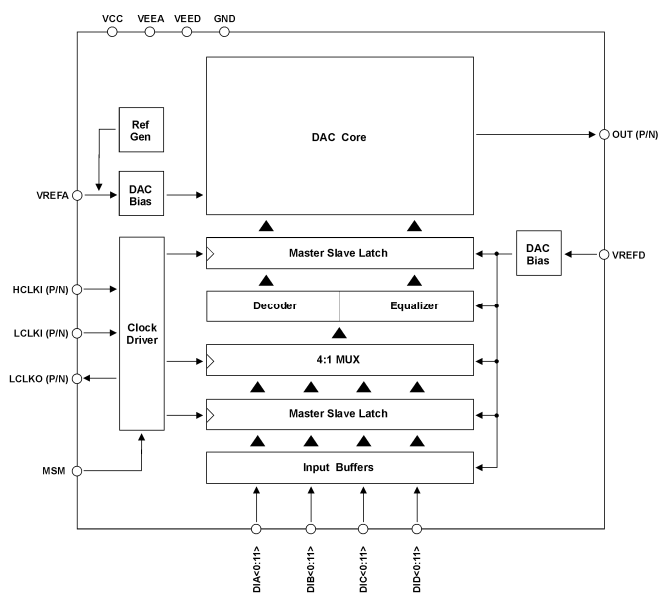 VCC VEEA VEED GND
Ref
Gen
DAC Core
OUT (P/N)
VREFA
DAC
Bias
Master Slave Latch
DAC
Bias
VREFD
HCLKI (P/N)
Decoder
Equalizer
LCLKI (P/N)
Clock
Driver
4:1 MUX
LCLKO (P/N)
Master Slave Latch
MSM
Input Buffers
DIA<0:11>
DIB<0:11>
DIC<0:11>
DID<0:11>